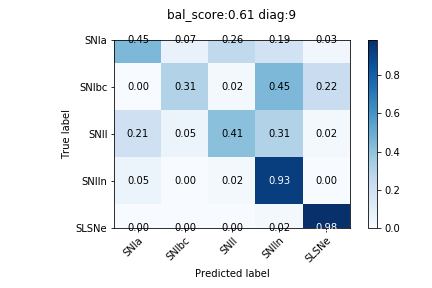 bal_score:0.61 diag:9
SNIa 0.45 0.07 0.26 0.19 0.03
SNIbc 0.00 0.31 0.02 0.45 0.22
SNII 0.21 0.05 0.41 0.31 0.02
SNIIn 0.05 0.00 0.02 0.93 0.00
SLSNe 0.00 0.00 0.00 0.02 0.98
True label
SNIa SNIbc SNII SNIIn SLSNe
Predicted label
0.8
0.6
0.4
0.2
0.0